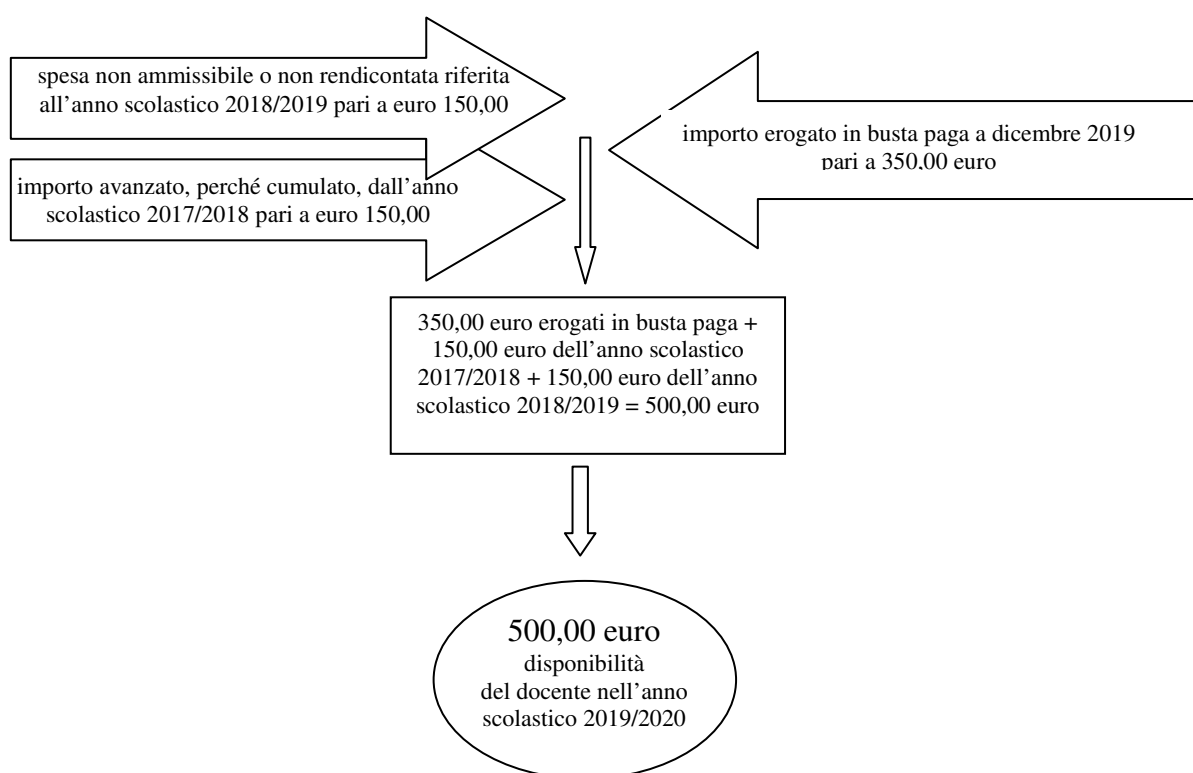 spesa non ammissibile o non rendicontata riferita
all’anno scolastico 2018/2019 pari a euro 150,00
importo avanzato, perché cumulato, dall’anno
scolastico 2017/2018 pari a euro 150,00
importo erogato in busta paga a dicembre 2019
pari a 350,00 euro
350,00 euro erogati in busta paga +
150,00 euro dell’anno scolastico
2017/2018 + 150,00 euro dell’anno
scolastico 2018/2019 = 500,00 euro
500,00 euro
disponibilità
del docente nell’anno
scolastico 2019/2020